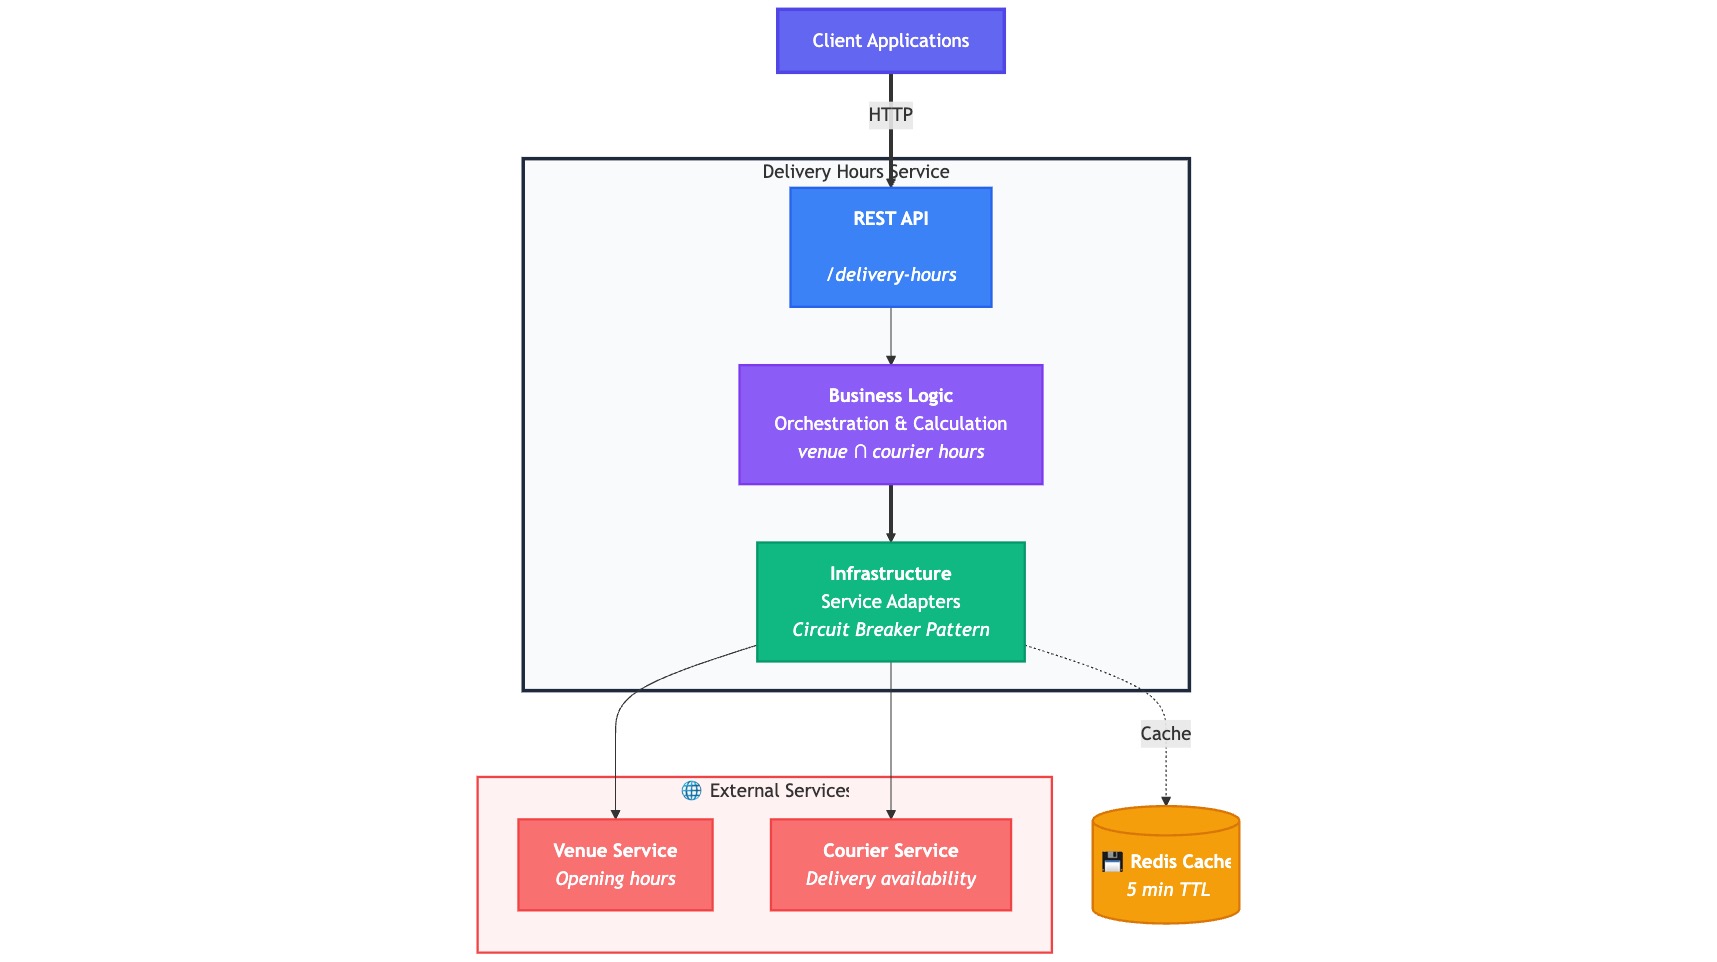 Client Applications
HTTP
Delivery Hours Service
REST API
/delivery-hours
Business Logic
Orchestration & Calculation
venue ∩ courier hours
Infrastructure
Service Adapters
Circuit Breaker Pattern
Cache
🌐 External Services
Venue Service
Opening hours
Courier Service
Delivery availability
💾 Redis Cache
5 min TTL